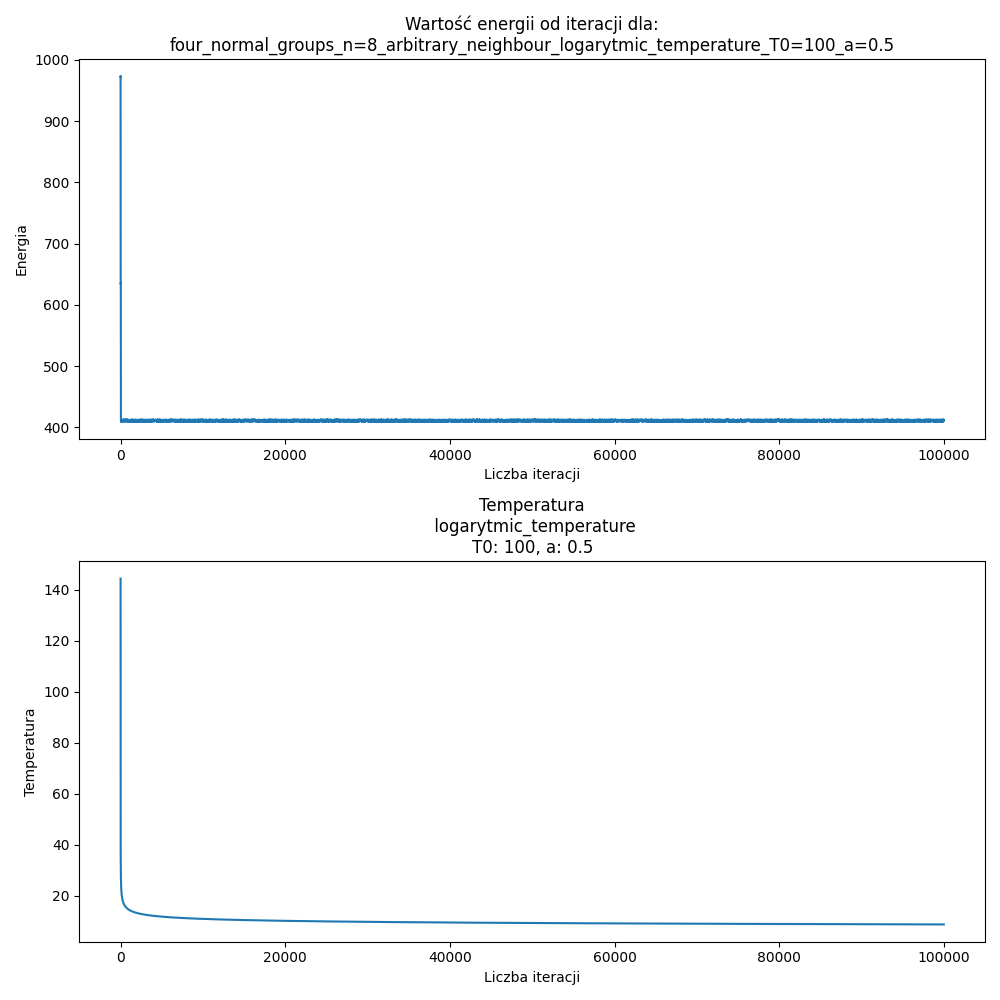 Wartość energii od iteracji dla:
four_normal_groups_n=8_arbitrary_neighbour_logarytmic_temperature_T0=100_a=0.5
1000
900
800
700
600
500
400
Energia
0 20000 40000 60000 80000 100000
Liczba iteracji
Temperatura
logarytmic_temperature
T0: 100, a: 0.5
140
120
100
80
60
40
20
Temperatura
0 20000 40000 60000 80000 100000
Liczba iteracji